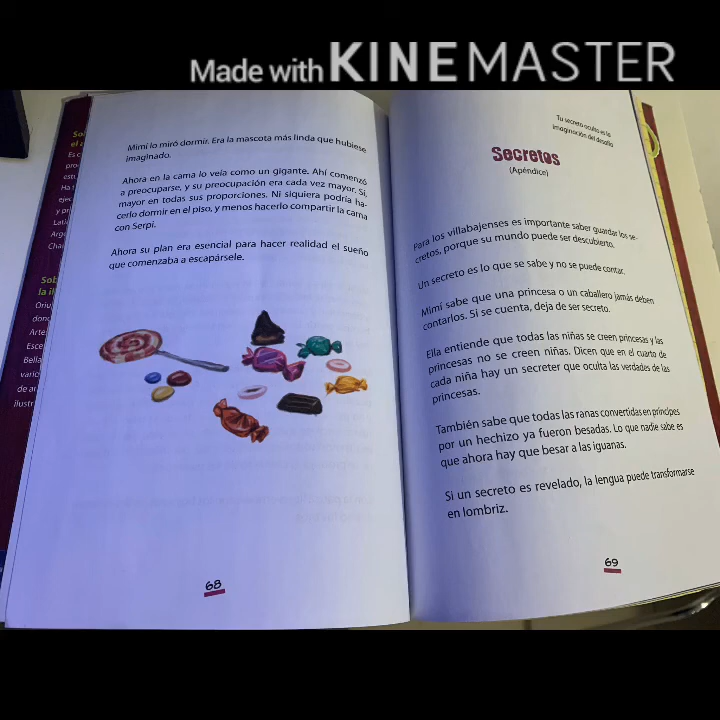 Made with KINEMASTER
Mimí lo miró dormir. Era la mascota más linda que hubiese
imaginado.
Ahora en la cama lo veía como un gigante. Ahí comenzó
a preocuparse, y su preocupación era cada vez mayor. Sí,
mayor en todas sus proporciones. Ni siquiera podría ha-
cerlo dormir en el piso, y menos hacerlo compartir la cama
con Serpi.
Ahora su plan era esencial para hacer realidad el sueño
que comenzaba a escapársele.
68
Tu secreto oculto es la
imaginación del desafío
Secretos
(Apéndice)
Para los villabajenses es importante saber guardar los se-
cretos, porque su mundo puede ser descubierto.
Un secreto es lo que se sabe y no se puede contar.
Mimí sabe que una princesa o un caballero jamás deben
contarlos. Si se cuenta, deja de ser secreto.
Ella entiende que todas las niñas se creen princesas y las
princesas no se creen niñas. Dicen que en el cuarto de
cada niña hay un secreter que oculta las verdades de las
princesas.
También sabe que todas las ranas convertidas en príncipes
por un hechizo ya fueron besadas. Lo que nadie sabe es
que ahora hay que besar a las iguanas.
Si un secreto es revelado, la lengua puede transformarse
en lombriz.
69